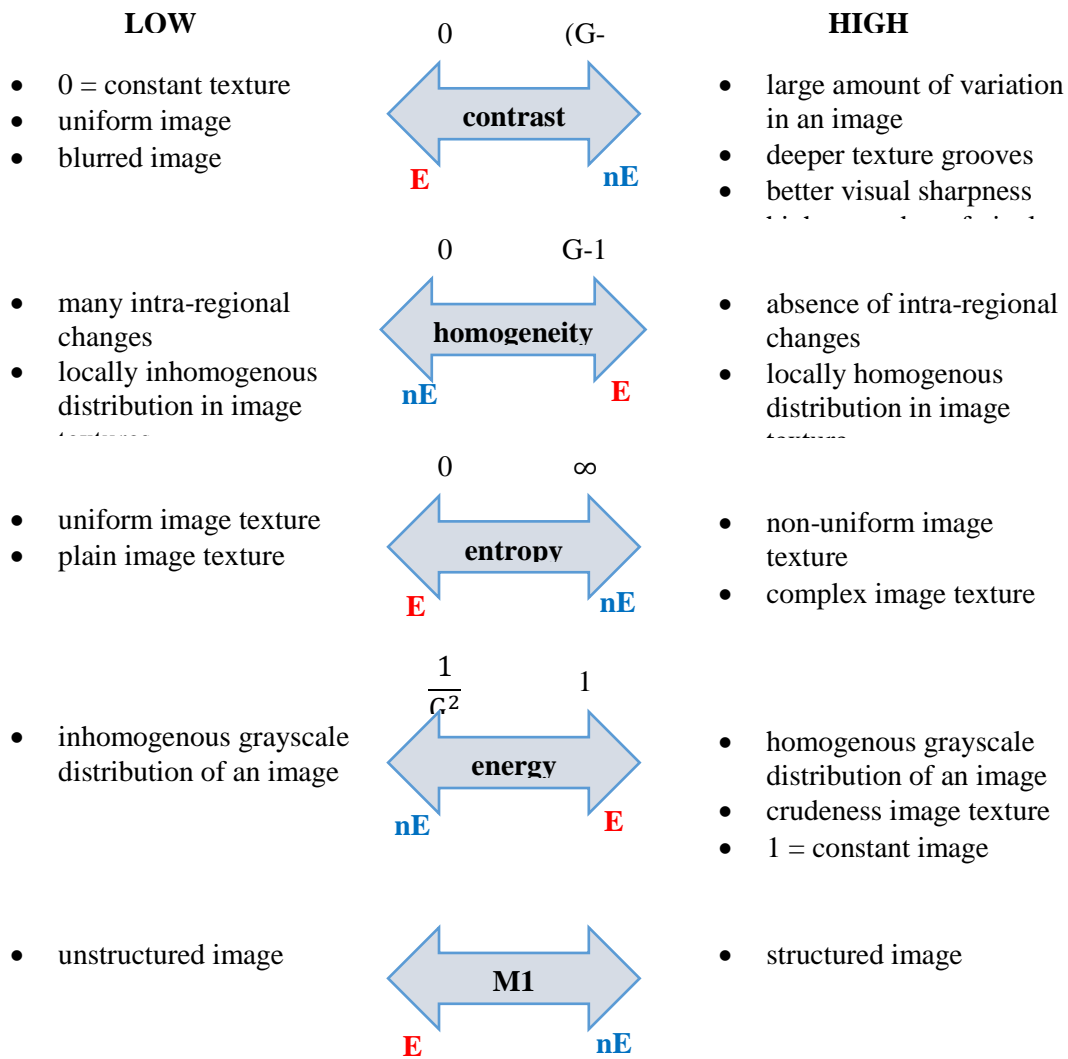 LOW
HIGH
0 (G-
• 0 = constant texture
• uniform image
• blurred image
contrast
E nE
• large amount of variation
in an image
• deeper texture grooves
• better visual sharpness
0 G-1
• many intra-regional
changes
• locally inhomogenous
distribution in image
homogeneity
nE E
• absence of intra-regional
changes
• locally homogenous
distribution in image
0 ∞
• uniform image texture
• plain image texture
entropy
E nE
• non-uniform image
texture
• complex image texture
1
G²
1
• inhomogenous grayscale
distribution of an image
energy
nE E
• homogenous grayscale
distribution of an image
• crudeness image texture
• 1 = constant image
• unstructured image
M1
E nE
• structured image